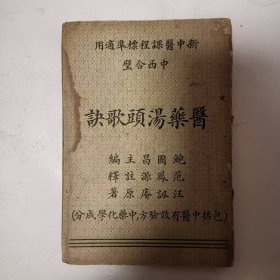 新中醫課程標準適用
中西合璧
醫藥湯頭歌訣
鮑國昌主編
范鳳源註釋
汪訒庵原著
(包括中醫有效驗方,中藥化學成分)